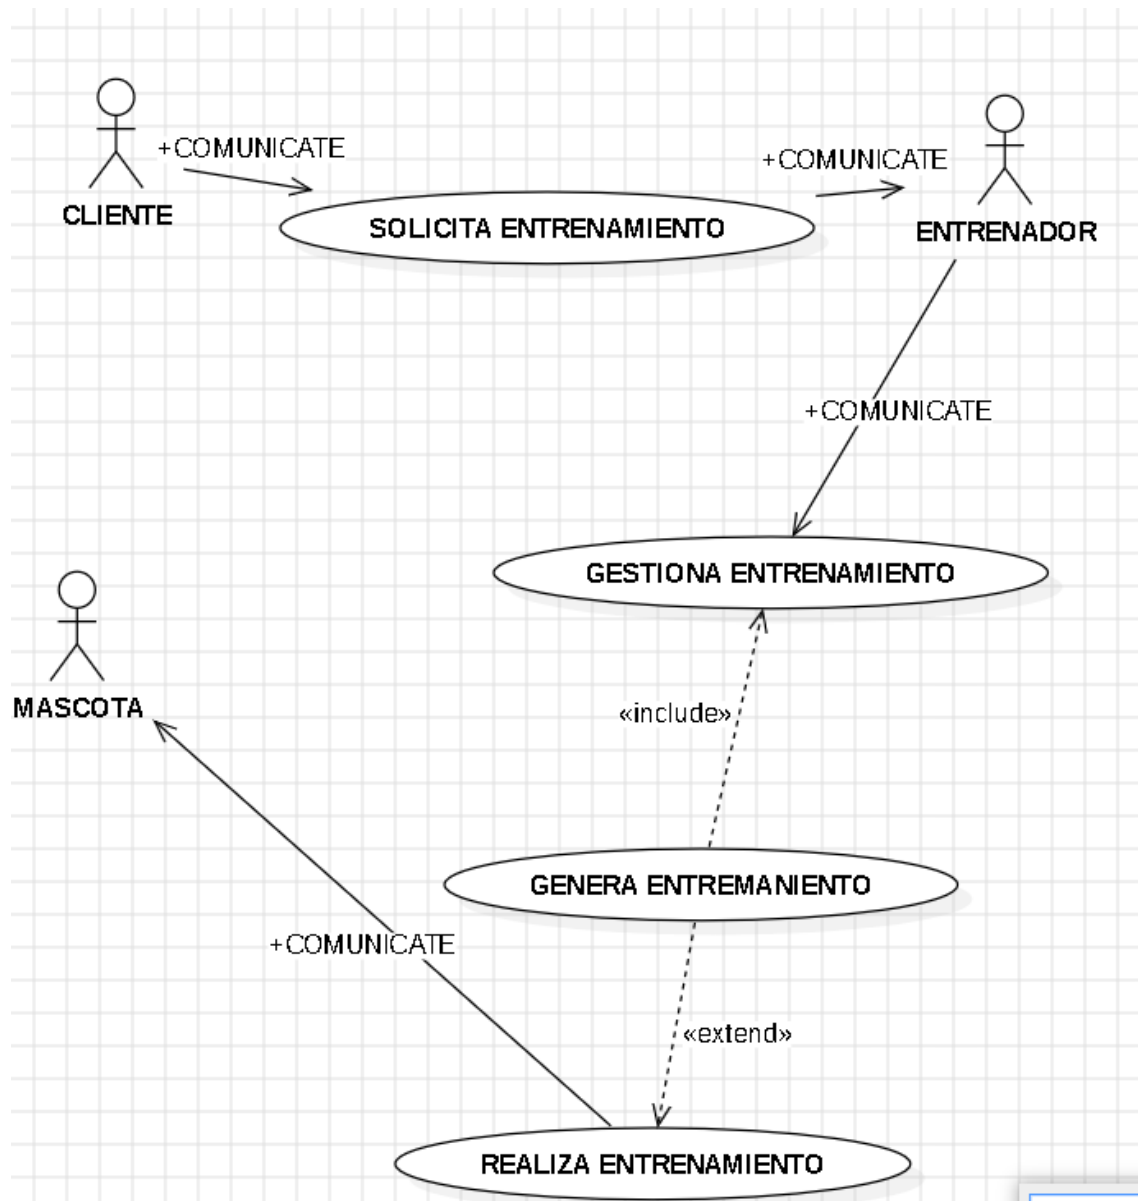 +COMUNICATE
CLIENTE
SOLICITA ENTRENAMIENTO
+COMUNICATE
ENTRENADOR
+COMUNICATE
GESTIONA ENTRENAMIENTO
MASCOTA
«include»
GENERA ENTREMANIENTO
+COMUNICATE
«extend»
REALIZA ENTRENAMIENTO